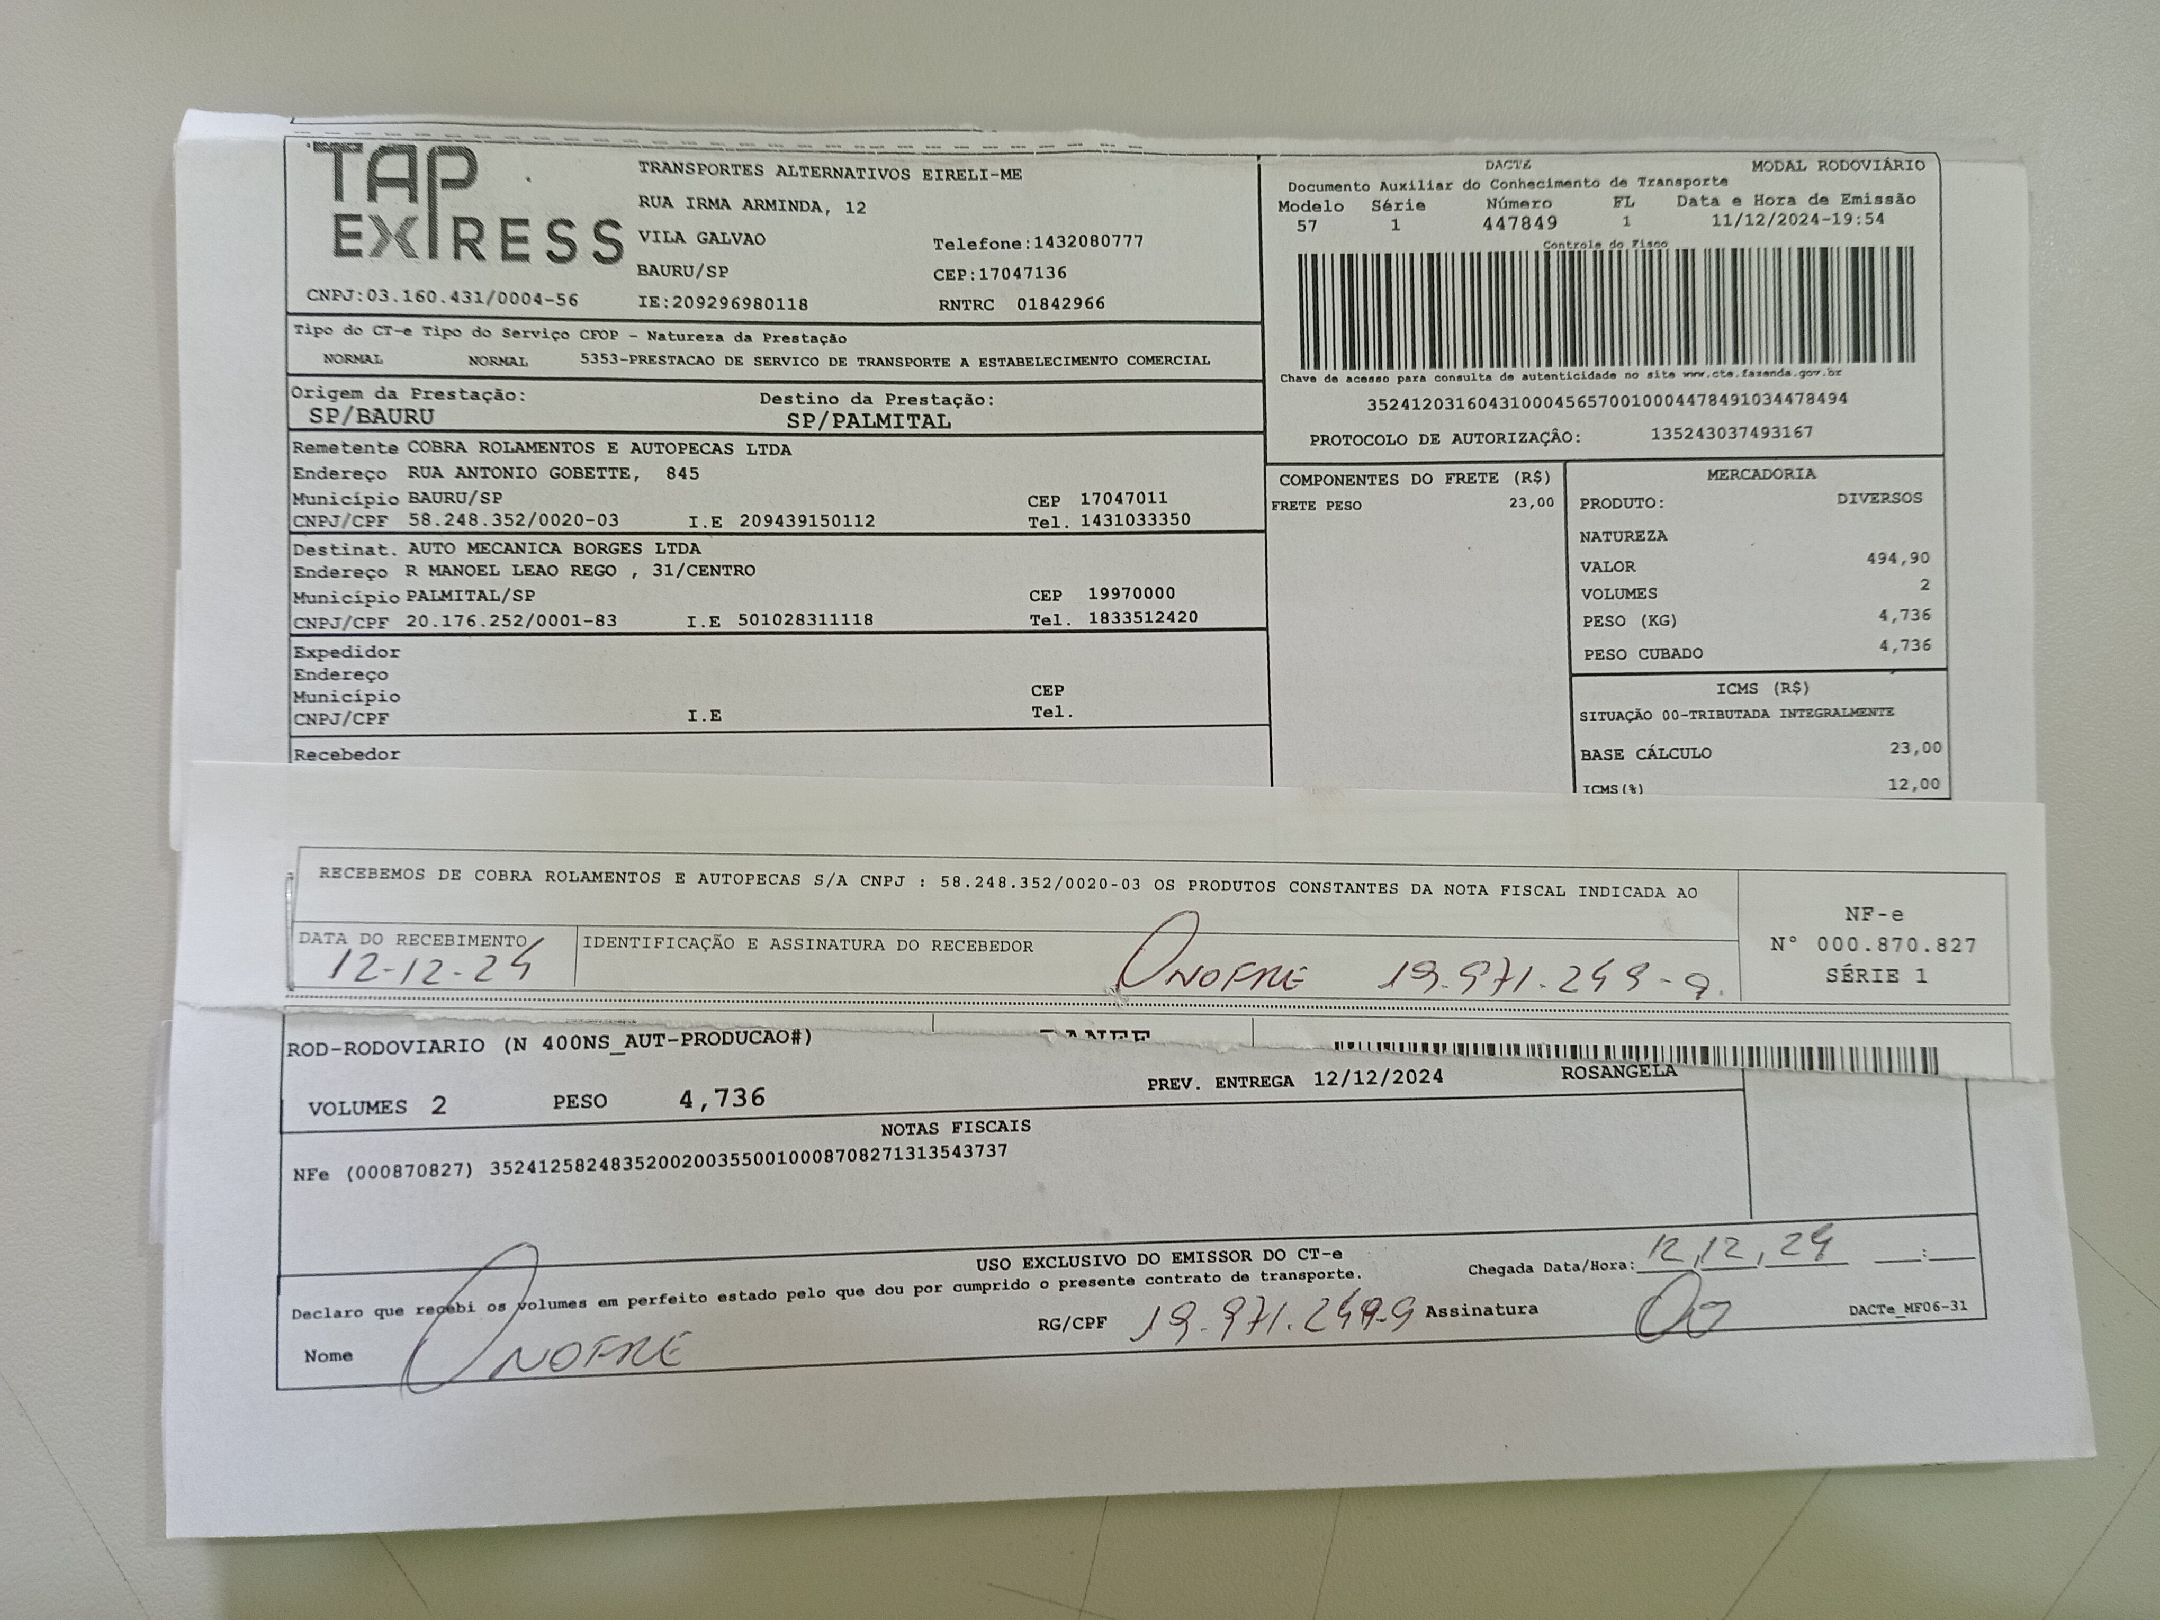 TAP EXPRESS
TRANSPORTES ALTERNATIVOS EIRELI-ME
RUA IRMA ARMINDA, 12
VILA GALVAO Telefone:1432080777
BAURU/SP CEP:17047136
CNPJ:03.160.431/0004-56 IE:209296980118 RNTRC 01842966
DACTE MODAL RODOVIÁRIO
Documento Auxiliar do Conhecimento de Transporte
Modelo Série Número FL Data e Hora de Emissão
57 1 447849 1 11/12/2024-19:54
Controle do Fisco
Chave de acesso para consulta de autenticidade no site www.cte.fazenda.gov.br
35241203160431000456570010004478491034478494
PROTOCOLO DE AUTORIZAÇÃO: 135243037493167
Tipo do CT-e Tipo do Serviço CFOP - Natureza da Prestação
NORMAL NORMAL 5353-PRESTACAO DE SERVICO DE TRANSPORTE A ESTABELECIMENTO COMERCIAL
Origem da Prestação: Destino da Prestação:
SP/BAURU SP/PALMITAL
Remetente COBRA ROLAMENTOS E AUTOPECAS LTDA
Endereço RUA ANTONIO GOBETTE, 845
Município BAURU/SP CEP 17047011
CNPJ/CPF 58.248.352/0020-03 I.E 209439150112 Tel. 1431033350
Destinat. AUTO MECANICA BORGES LTDA
Endereço R MANOEL LEAO REGO , 31/CENTRO
Município PALMITAL/SP CEP 19970000
CNPJ/CPF 20.176.252/0001-83 I.E 501028311118 Tel. 1833512420
Expedidor
Endereço
Município CEP
CNPJ/CPF I.E Tel.
Recebedor
COMPONENTES DO FRETE (R$)
FRETE PESO 23,00
MERCADORIA
PRODUTO: DIVERSOS
NATUREZA
VALOR 494,90
VOLUMES 2
PESO (KG) 4,736
PESO CUBADO 4,736
ICMS (R$)
SITUAÇÃO 00-TRIBUTADA INTEGRALMENTE
BASE CÁLCULO 23,00
ICMS(%) 12,00
RECEBEMOS DE COBRA ROLAMENTOS E AUTOPECAS S/A CNPJ : 58.248.352/0020-03 OS PRODUTOS CONSTANTES DA NOTA FISCAL INDICADA AO
DATA DO RECEBIMENTO IDENTIFICAÇÃO E ASSINATURA DO RECEBEDOR
12-12-24 ONOFRE 19.971.249-9.
NF-e
N° 000.870.827
SÉRIE 1
DANFE
ROD-RODOVIARIO (N 400NS_AUT-PRODUCAO#)
VOLUMES 2 PESO 4,736 PREV. ENTREGA 12/12/2024 ROSANGELA
NOTAS FISCAIS
NFe (000870827) 35241258248352002003550010008708271313543737
USO EXCLUSIVO DO EMISSOR DO CT-e
Declaro que recebi os volumes em perfeito estado pelo que dou por cumprido o presente contrato de transporte. Chegada Data/Hora: 12,12,24 :
Nome ONOFRE RG/CPF 19.971.249-9 Assinatura DACTe_MF06-31